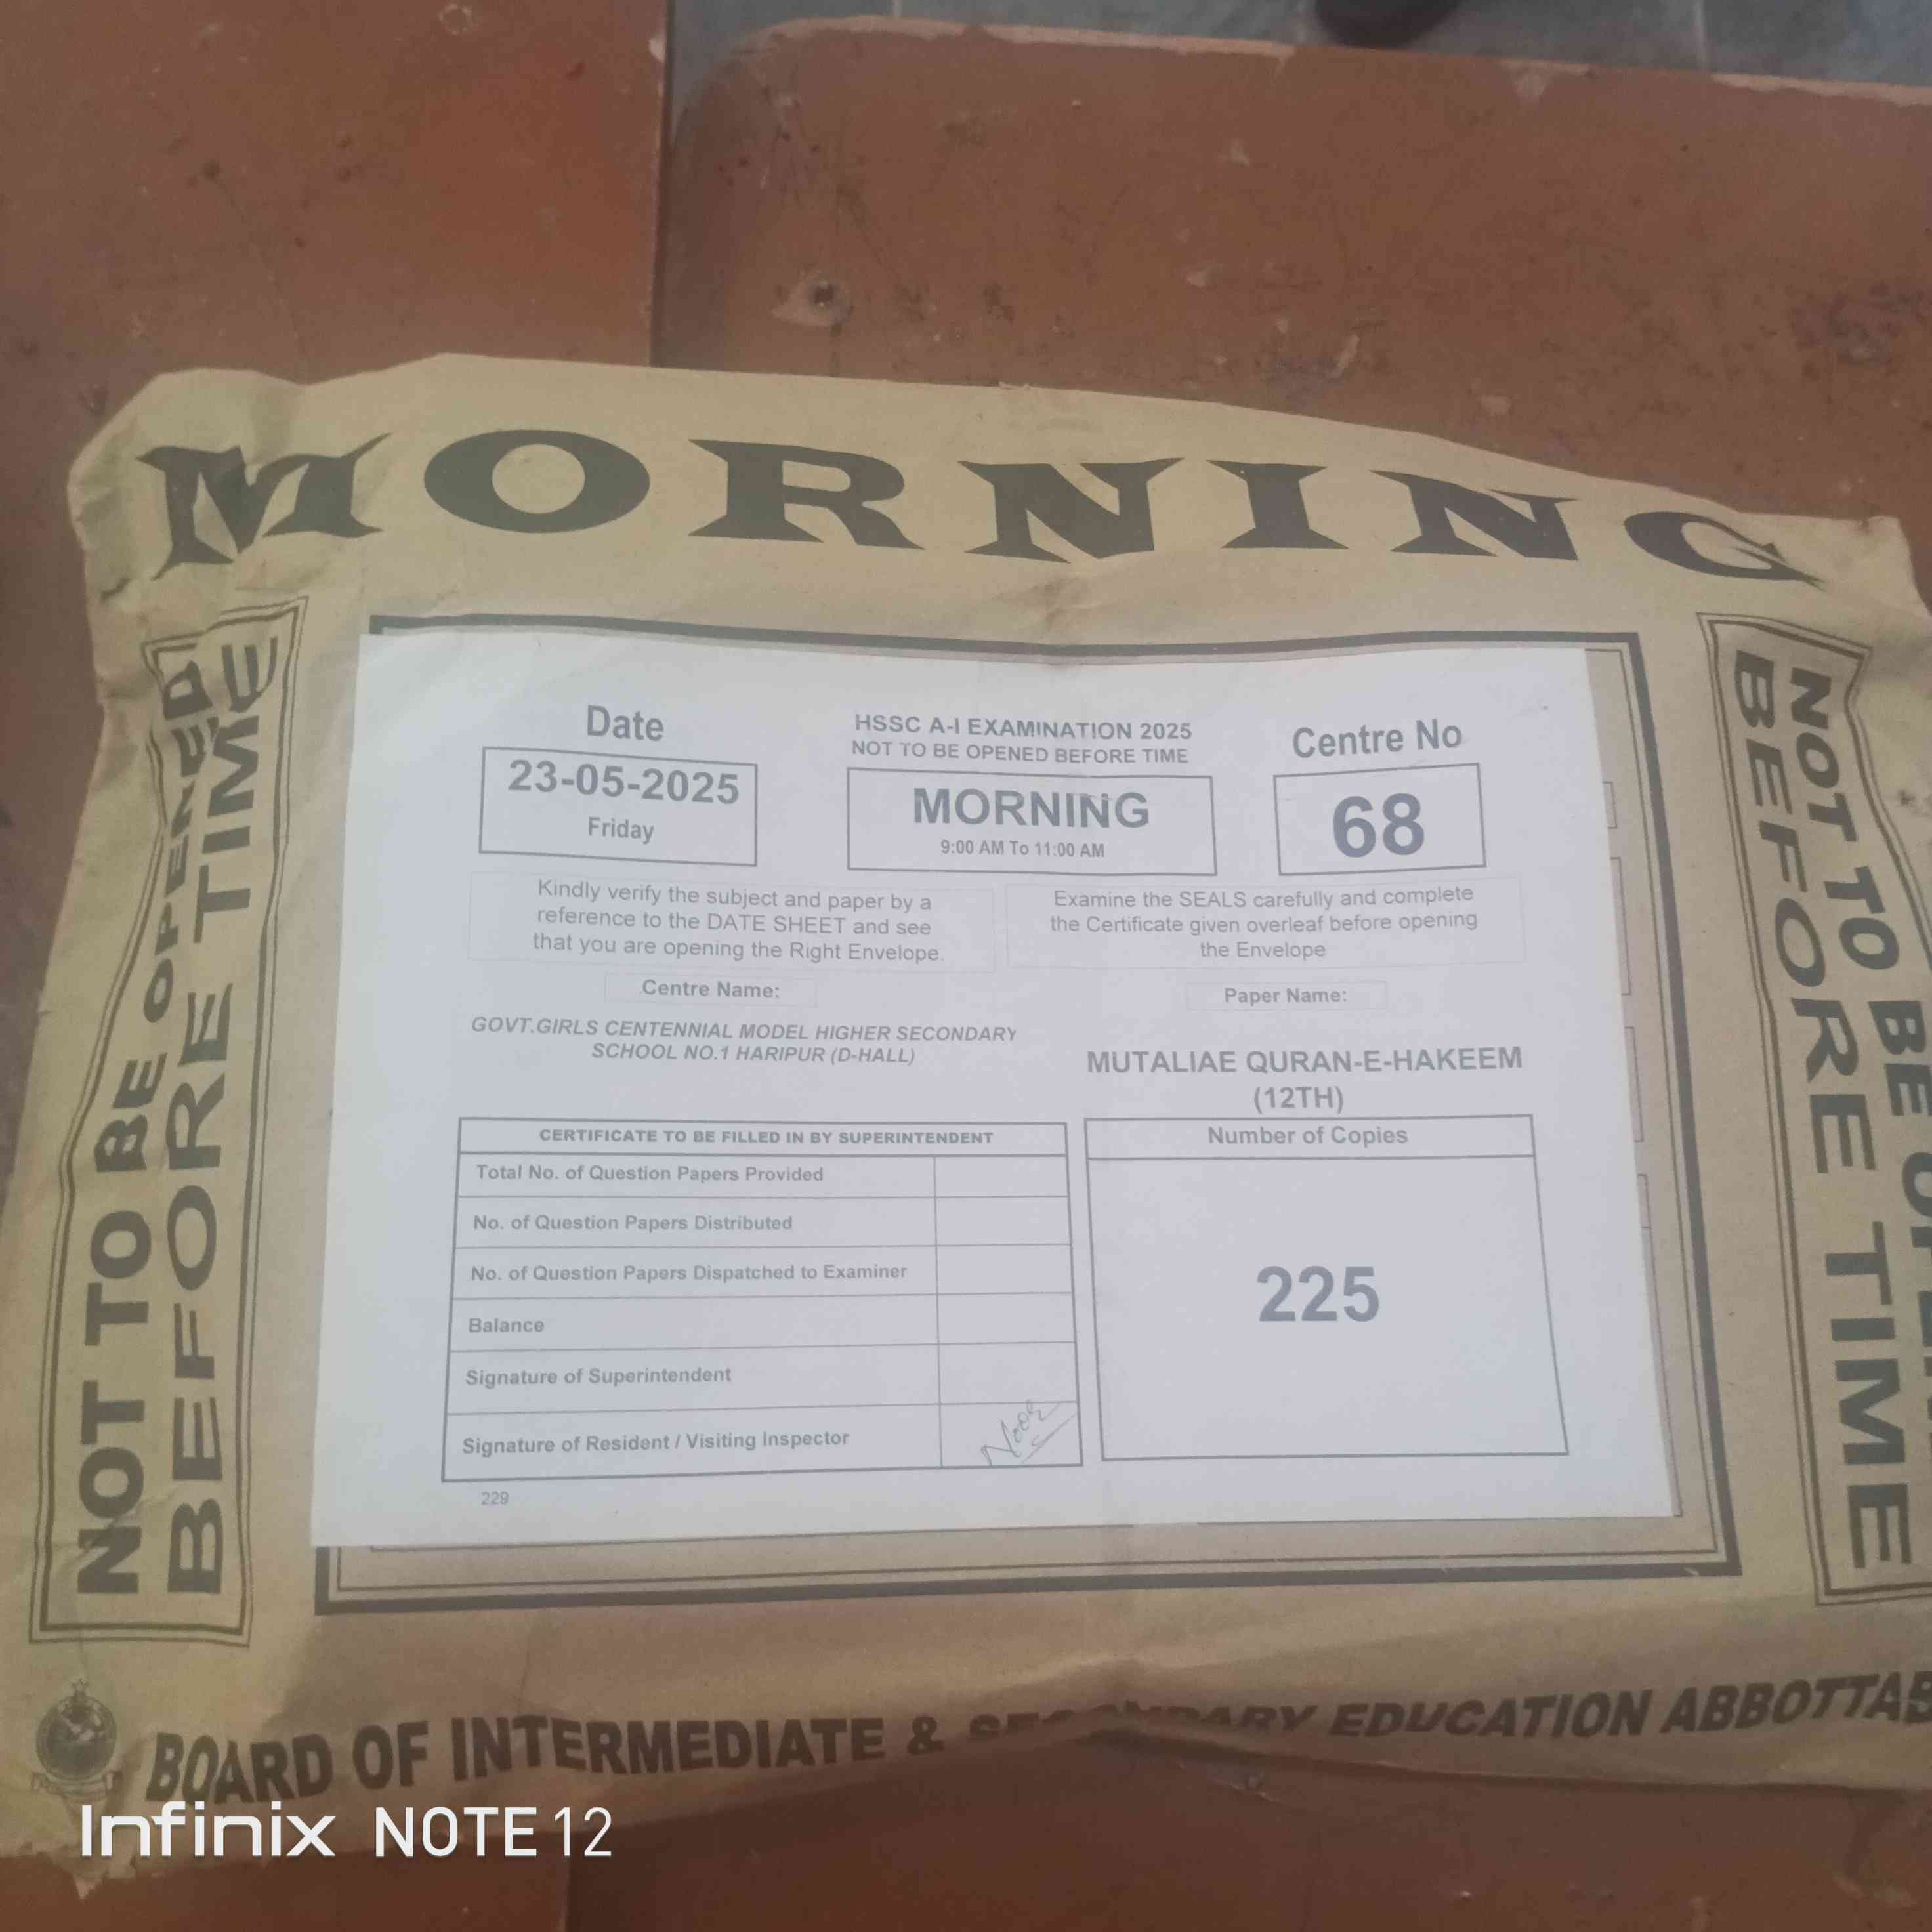 MORNING
NOT TO BE OPENED
BEFORE TIME
Date
23-05-2025
Friday
HSSC A-I EXAMINATION 2025
NOT TO BE OPENED BEFORE TIME
MORNING
9:00 AM To 11:00 AM
Centre No
68
Kindly verify the subject and paper by a
reference to the DATE SHEET and see
that you are opening the Right Envelope.
Examine the SEALS carefully and complete
the Certificate given overleaf before opening
the Envelope
Centre Name:
GOVT.GIRLS CENTENNIAL MODEL HIGHER SECONDARY
SCHOOL NO.1 HARIPUR (D-HALL)
Paper Name:
MUTALIAE QURAN-E-HAKEEM
(12TH)
CERTIFICATE TO BE FILLED IN BY SUPERINTENDENT
Total No. of Question Papers Provided
No. of Question Papers Distributed
No. of Question Papers Dispatched to Examiner
Balance
Signature of Superintendent
Signature of Resident / Visiting Inspector
Number of Copies
225
229
NOT TO BE
BEFORE TIME
BOARD OF INTERMEDIATE & SECONDARY EDUCATION ABBOTTAB
Infinix NOTE 12